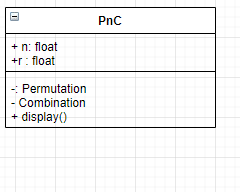 PnC
+ n: float
+r : float
-: Permutation
- Combination
+ display()